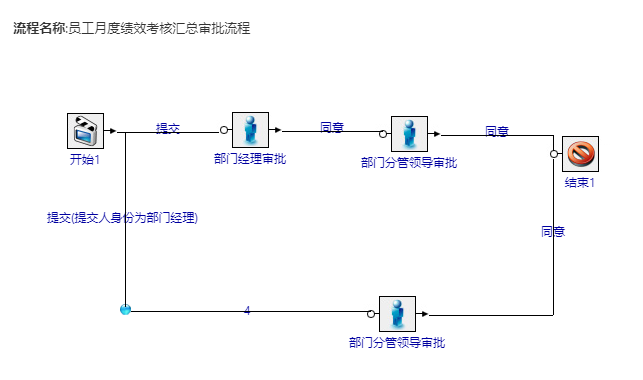 流程名称:员工月度绩效考核汇总审批流程
提交
同意
同意
开始1
部门经理审批
部门分管领导审批
结束1
提交(提交人身份为部门经理)
同意
4
部门分管领导审批